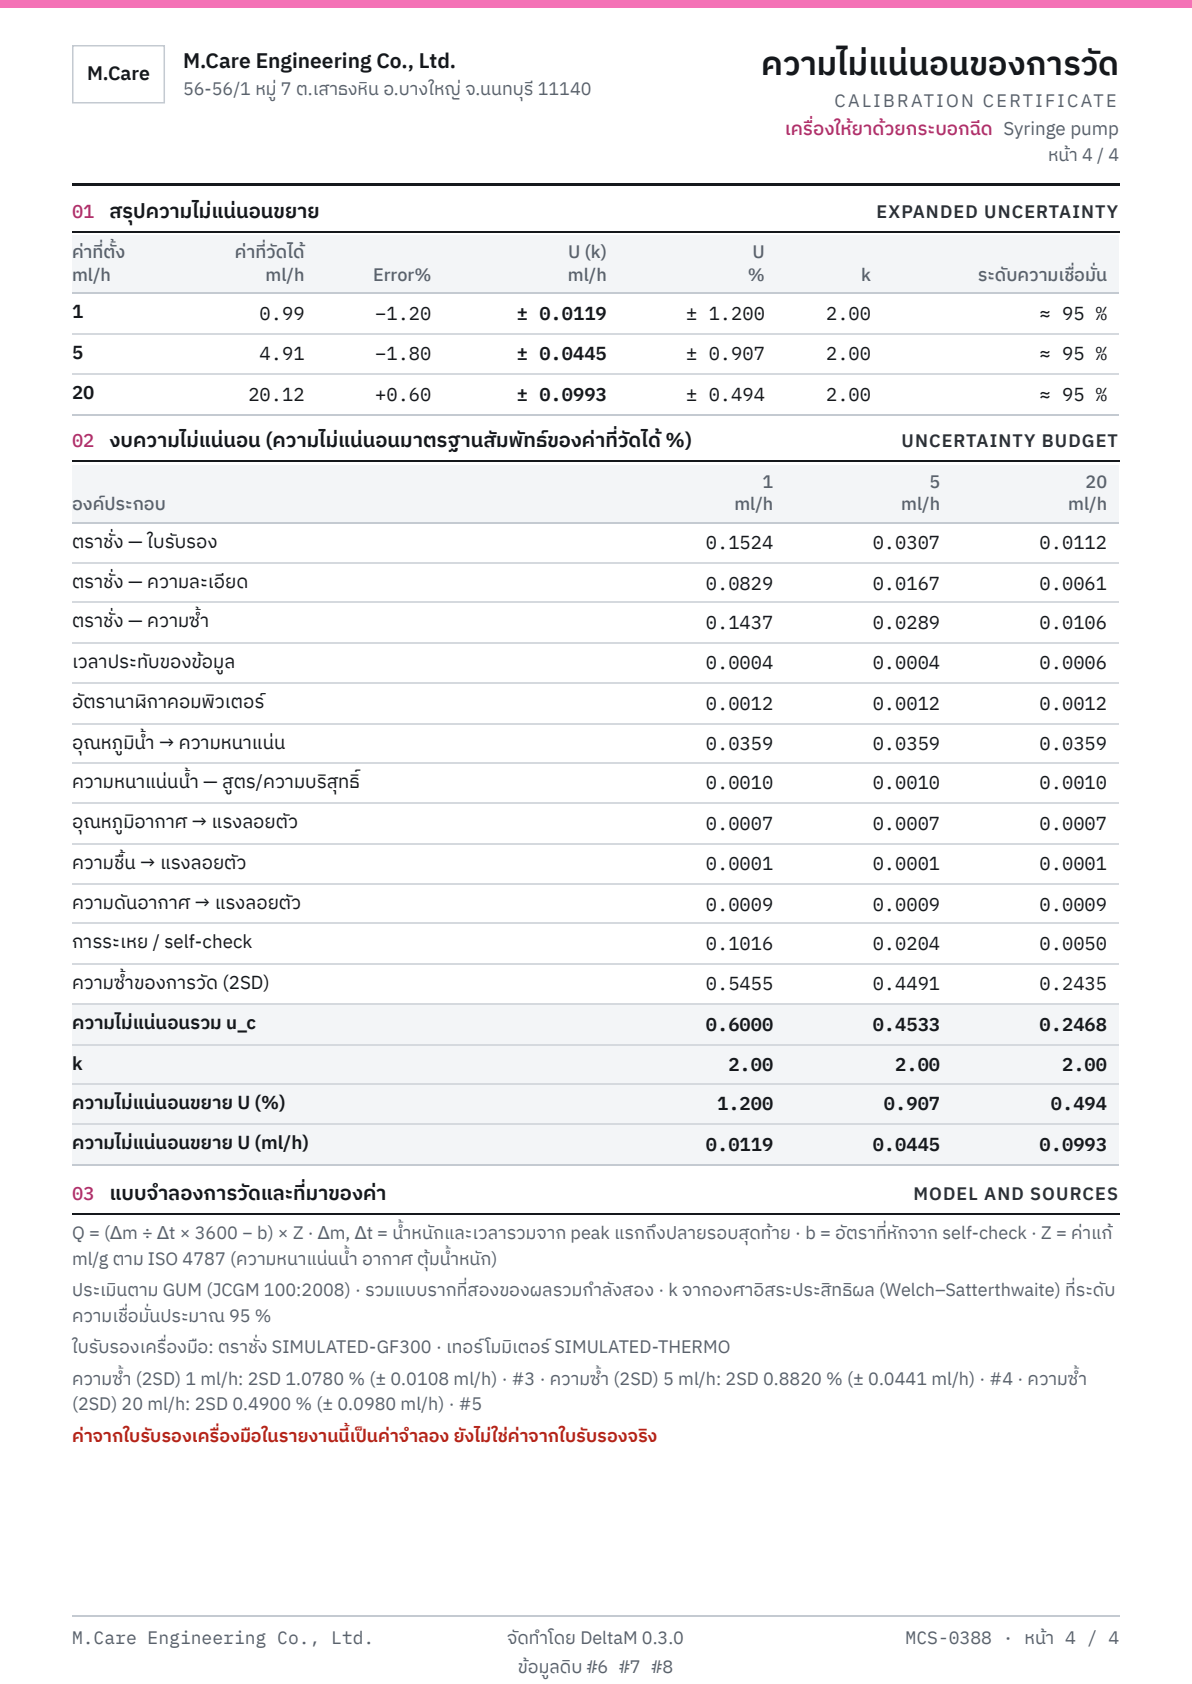 M.Care
M.Care Engineering Co., Ltd.
56-56/1 หมู่ 7 ต.เสาธงหิน อ.บางใหญ่ จ.นนทบุรี 11140
ความไม่แน่นอนของการวัด
CALIBRATION CERTIFICATE
เครื่องให้ยาด้วยกระบอกฉีด Syringe pump
หน้า 4 / 4
01 สรุปความไม่แน่นอนขยาย EXPANDED UNCERTAINTY
ค่าที่ตั้ง ค่าที่วัดได้ U (k) U
ml/h ml/h Error% ml/h % k ระดับความเชื่อมั่น
1 0.99 −1.20 ± 0.0119 ± 1.200 2.00 ≈ 95 %
5 4.91 −1.80 ± 0.0445 ± 0.907 2.00 ≈ 95 %
20 20.12 +0.60 ± 0.0993 ± 0.494 2.00 ≈ 95 %
02 งบความไม่แน่นอน (ความไม่แน่นอนมาตรฐานสัมพัทธ์ของค่าที่วัดได้ %) UNCERTAINTY BUDGET
1 5 20
องค์ประกอบ ml/h ml/h ml/h
ตราชั่ง — ใบรับรอง 0.1524 0.0307 0.0112
ตราชั่ง — ความละเอียด 0.0829 0.0167 0.0061
ตราชั่ง — ความซ้ำ 0.1437 0.0289 0.0106
เวลาประทับของข้อมูล 0.0004 0.0004 0.0006
อัตรานาฬิกาคอมพิวเตอร์ 0.0012 0.0012 0.0012
อุณหภูมิน้ำ → ความหนาแน่น 0.0359 0.0359 0.0359
ความหนาแน่นน้ำ — สูตร/ความบริสุทธิ์ 0.0010 0.0010 0.0010
อุณหภูมิอากาศ → แรงลอยตัว 0.0007 0.0007 0.0007
ความชื้น → แรงลอยตัว 0.0001 0.0001 0.0001
ความดันอากาศ → แรงลอยตัว 0.0009 0.0009 0.0009
การระเหย / self-check 0.1016 0.0204 0.0050
ความซ้ำของการวัด (2SD) 0.5455 0.4491 0.2435
ความไม่แน่นอนรวม u_c 0.6000 0.4533 0.2468
k 2.00 2.00 2.00
ความไม่แน่นอนขยาย U (%) 1.200 0.907 0.494
ความไม่แน่นอนขยาย U (ml/h) 0.0119 0.0445 0.0993
03 แบบจำลองการวัดและที่มาของค่า MODEL AND SOURCES
Q = (Δm ÷ Δt × 3600 − b) × Z · Δm, Δt = น้ำหนักและเวลารวมจาก peak แรกถึงปลายรอบสุดท้าย · b = อัตราที่หักจาก self-check · Z = ค่าแก้
ml/g ตาม ISO 4787 (ความหนาแน่นน้ำ อากาศ ตุ้มน้ำหนัก)
ประเมินตาม GUM (JCGM 100:2008) · รวมแบบรากที่สองของผลรวมกำลังสอง · k จากองศาอิสระประสิทธิผล (Welch–Satterthwaite) ที่ระดับ
ความเชื่อมั่นประมาณ 95 %
ใบรับรองเครื่องมือ: ตราชั่ง SIMULATED-GF300 · เทอร์โมมิเตอร์ SIMULATED-THERMO
ความซ้ำ (2SD) 1 ml/h: 2SD 1.0780 % (± 0.0108 ml/h) · #3 · ความซ้ำ (2SD) 5 ml/h: 2SD 0.8820 % (± 0.0441 ml/h) · #4 · ความซ้ำ
(2SD) 20 ml/h: 2SD 0.4900 % (± 0.0980 ml/h) · #5
ค่าจากใบรับรองเครื่องมือในรายงานนี้เป็นค่าจำลอง ยังไม่ใช่ค่าจากใบรับรองจริง
M.Care Engineering Co., Ltd. จัดทำโดย DeltaM 0.3.0 MCS-0388 · หน้า 4 / 4
ข้อมูลดิบ #6 #7 #8